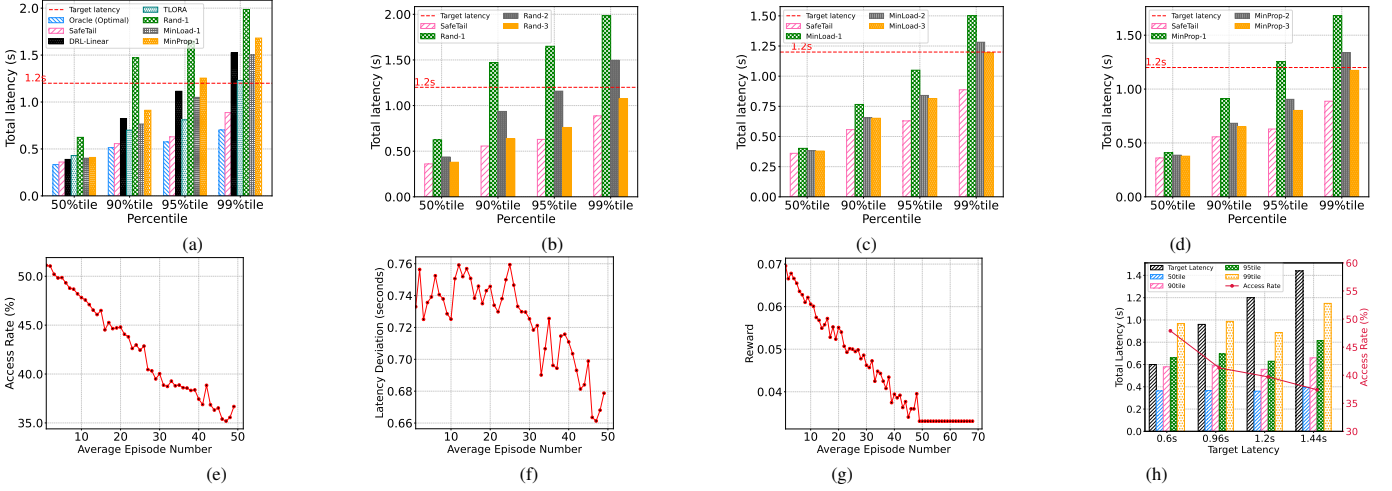 Total latency (s)
2.0
1.5
1.0
0.5
0.0
1.2s
Target latency
Oracle (Optimal)
SafeTail
DRL-Linear
TLORA
Rand-1
MinLoad-1
MinProp-1
50%tile 90%tile 95%tile 99%tile
Percentile
(a)
Total latency (s)
2.00
1.50
1.00
0.50
0.00
1.2s
Target latency
SafeTail
Rand-1
Rand-2
Rand-3
50%tile 90%tile 95%tile 99%tile
Percentile
(b)
Total latency (s)
1.50
1.25
1.00
0.75
0.50
0.25
0.00
1.2s
Target latency
SafeTail
MinLoad-1
MinLoad-2
MinLoad-3
50%tile 90%tile 95%tile 99%tile
Percentile
(c)
Total latency (s)
1.50
1.00
0.50
0.00
1.2s
Target latency
SafeTail
MinProp-1
MinProp-2
MinProp-3
50%tile 90%tile 95%tile 99%tile
Percentile
(d)
Access Rate (%)
50.0
45.0
40.0
35.0
10 20 30 40 50
Average Episode Number
(e)
Latency Deviation (seconds)
0.76
0.74
0.72
0.70
0.68
0.66
10 20 30 40 50
Average Episode Number
(f)
Reward
0.07
0.06
0.05
0.04
10 20 30 40 50 60 70
Average Episode Number
(g)
Total Latency (s)
1.4
1.2
1.0
0.8
0.6
0.4
0.2
0.0
Target Latency
50tile
90tile
95tile
99tile
Access Rate
60
55
50
45
40
35
30
Access Rate (%)
0.6s 0.96s 1.2s 1.44s
Target Latency
(h)